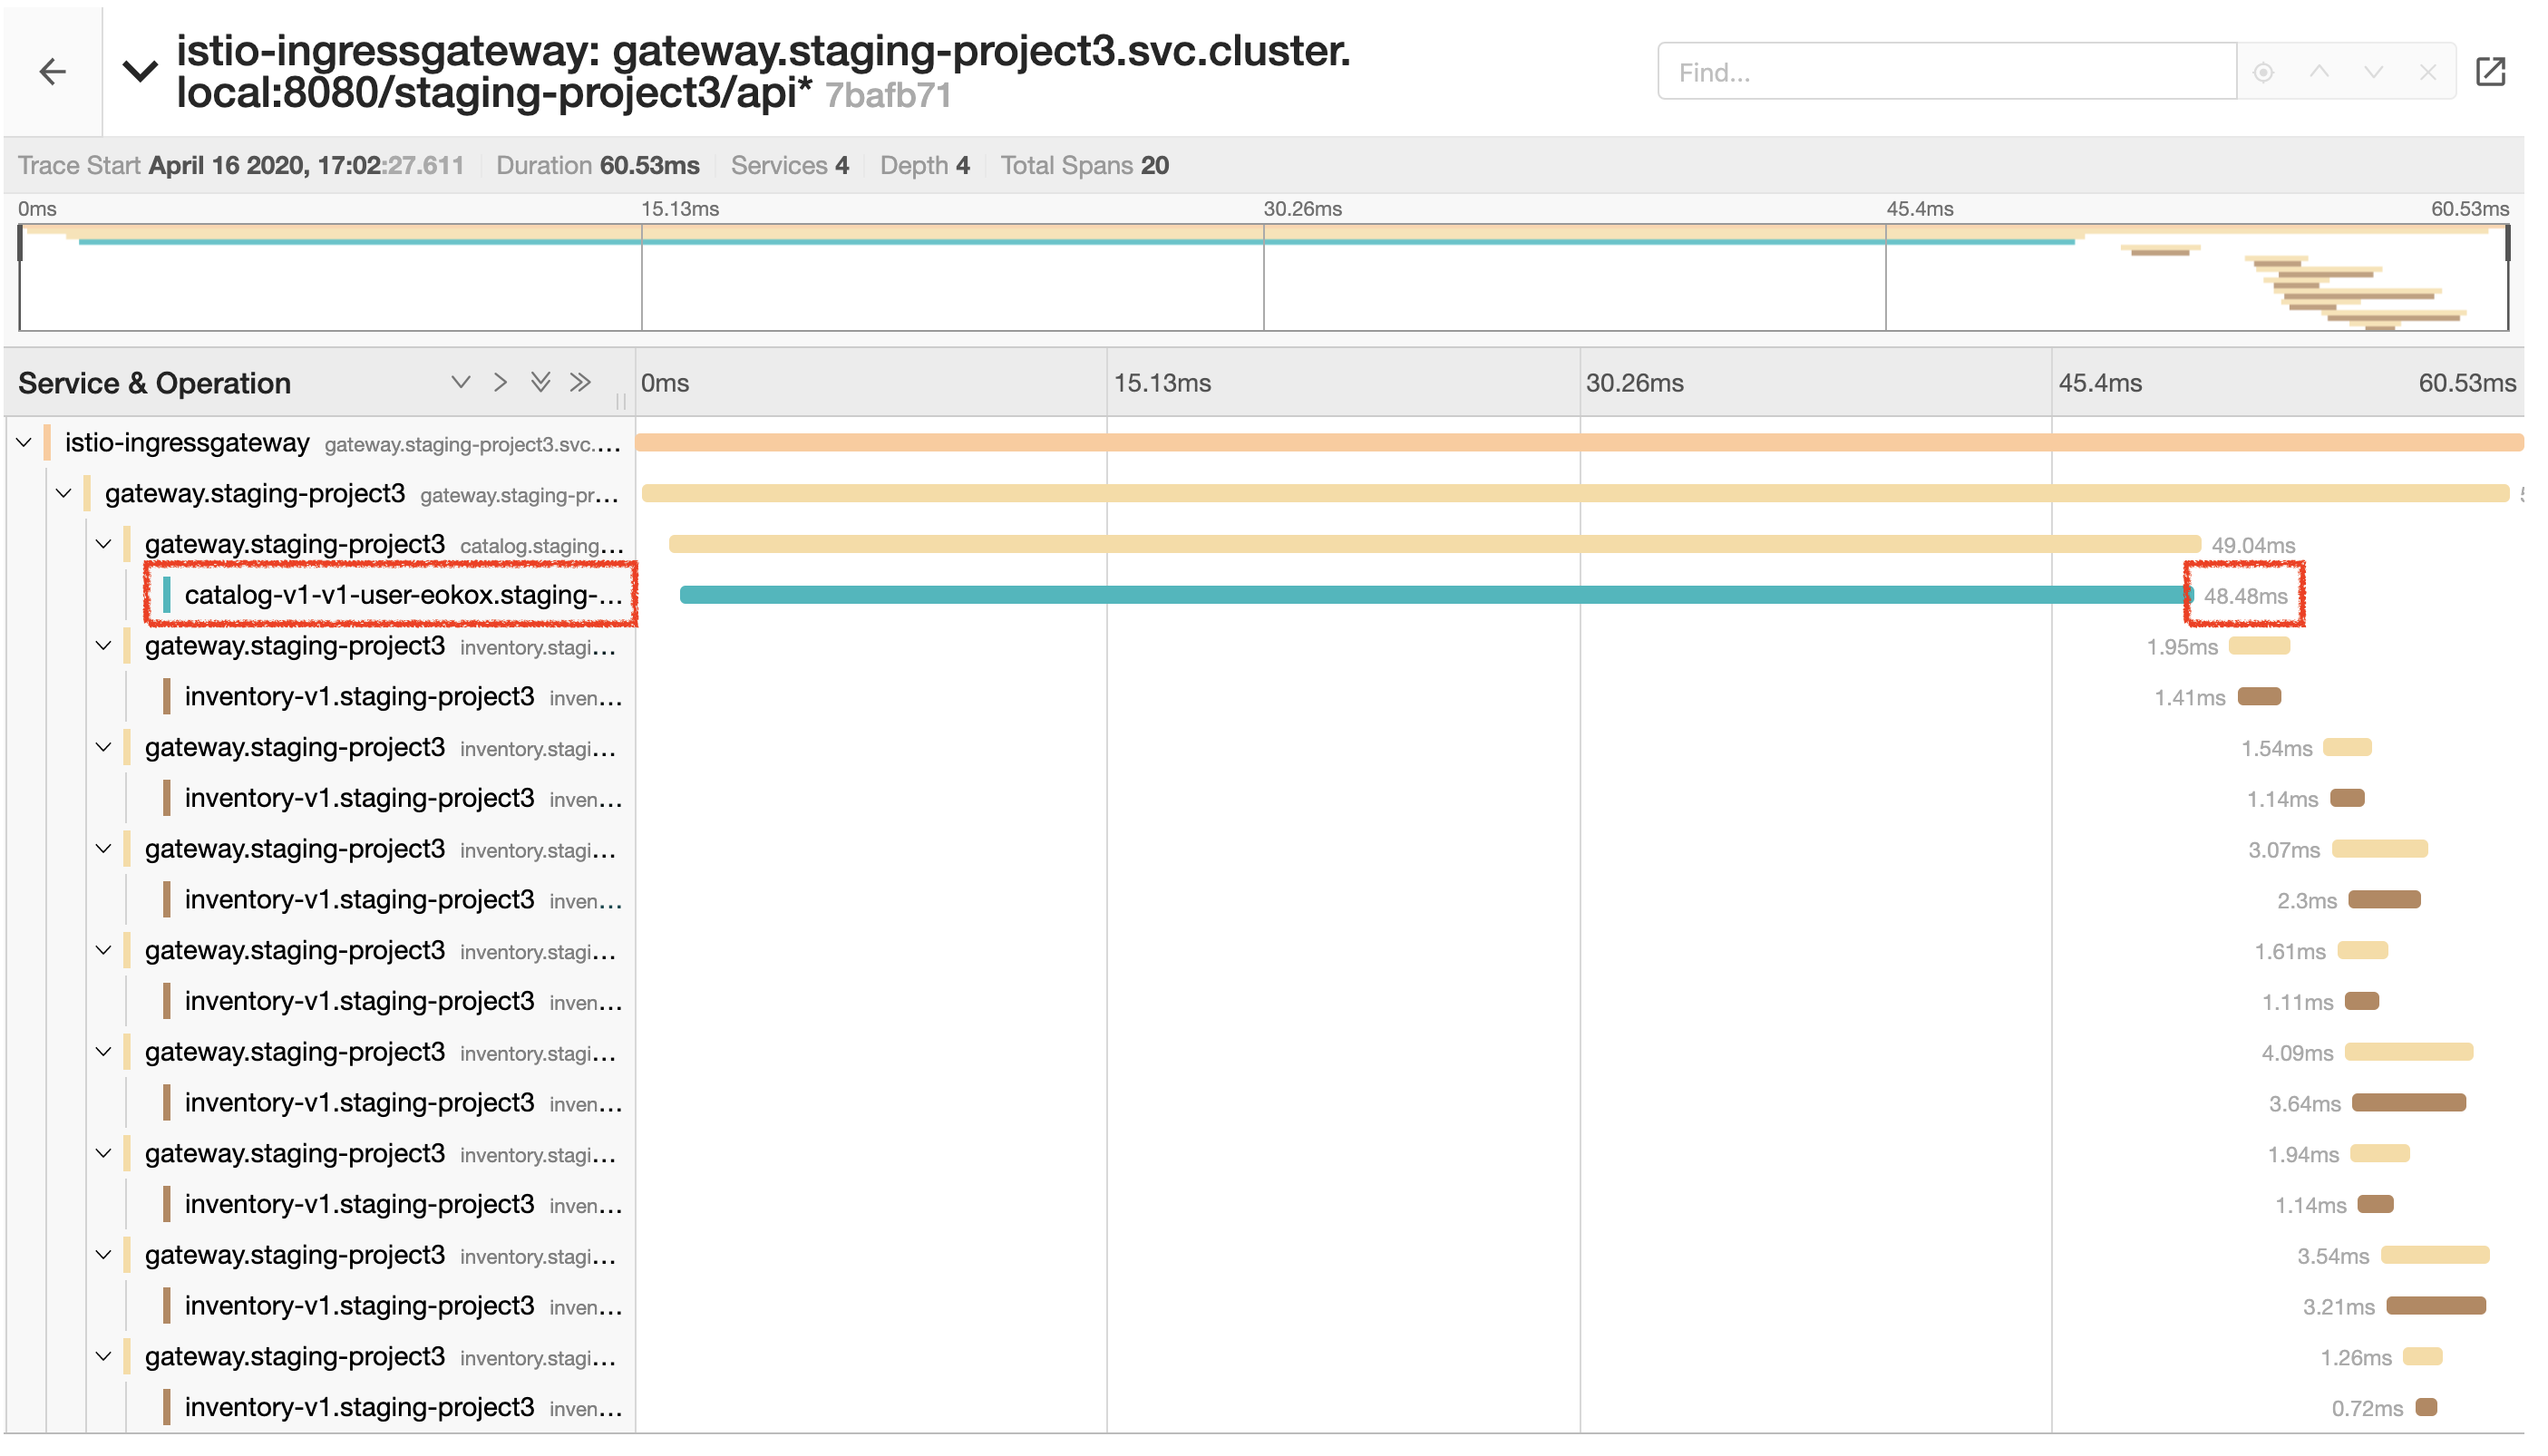 istio-ingressgateway: gateway.staging-project3.svc.cluster.
local:8080/staging-project3/api* 7bafb71
Find...
Trace Start April 16 2020, 17:02:27.611 Duration 60.53ms Services 4 Depth 4 Total Spans 20
0ms 15.13ms 30.26ms 45.4ms 60.53ms
Service & Operation 0ms 15.13ms 30.26ms 45.4ms 60.53ms
istio-ingressgateway gateway.staging-project3.svc....
gateway.staging-project3 gateway.staging-pr...
gateway.staging-project3 catalog.staging... 49.04ms
catalog-v1-v1-user-eokox.staging-... 48.48ms
gateway.staging-project3 inventory.stagi... 1.95ms
inventory-v1.staging-project3 inven... 1.41ms
gateway.staging-project3 inventory.stagi... 1.54ms
inventory-v1.staging-project3 inven... 1.14ms
gateway.staging-project3 inventory.stagi... 3.07ms
inventory-v1.staging-project3 inven... 2.3ms
gateway.staging-project3 inventory.stagi... 1.61ms
inventory-v1.staging-project3 inven... 1.11ms
gateway.staging-project3 inventory.stagi... 4.09ms
inventory-v1.staging-project3 inven... 3.64ms
gateway.staging-project3 inventory.stagi... 1.94ms
inventory-v1.staging-project3 inven... 1.14ms
gateway.staging-project3 inventory.stagi... 3.54ms
inventory-v1.staging-project3 inven... 3.21ms
gateway.staging-project3 inventory.stagi... 1.26ms
inventory-v1.staging-project3 inven... 0.72ms